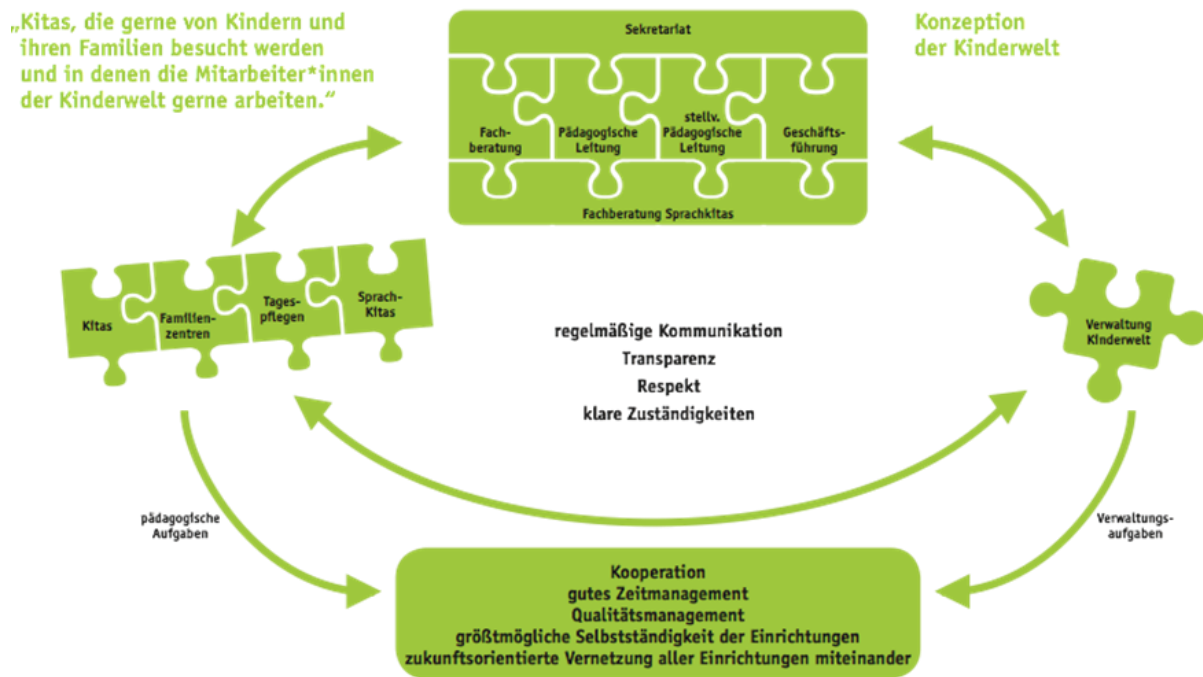 „Kitas, die gerne von Kindern und
ihren Familien besucht werden
und in denen die Mitarbeiter*innen
der Kinderwelt gerne arbeiten.“
Konzeption
der Kinderwelt
Sekretariat
Fach-
beratung
Pädagogische
Leitung
stellv.
Pädagogische
Leitung
Geschäfts-
führung
Fachberatung Sprachkitas
Kitas
Familien-
zentren
Tages-
pflegen
Sprach-
Kitas
Verwaltung
Kinderwelt
regelmäßige Kommunikation
Transparenz
Respekt
klare Zuständigkeiten
pädagogische
Aufgaben
Verwaltungs-
aufgaben
Kooperation
gutes Zeitmanagement
Qualitätsmanagement
größtmögliche Selbstständigkeit der Einrichtungen
zukunftsorientierte Vernetzung aller Einrichtungen miteinander